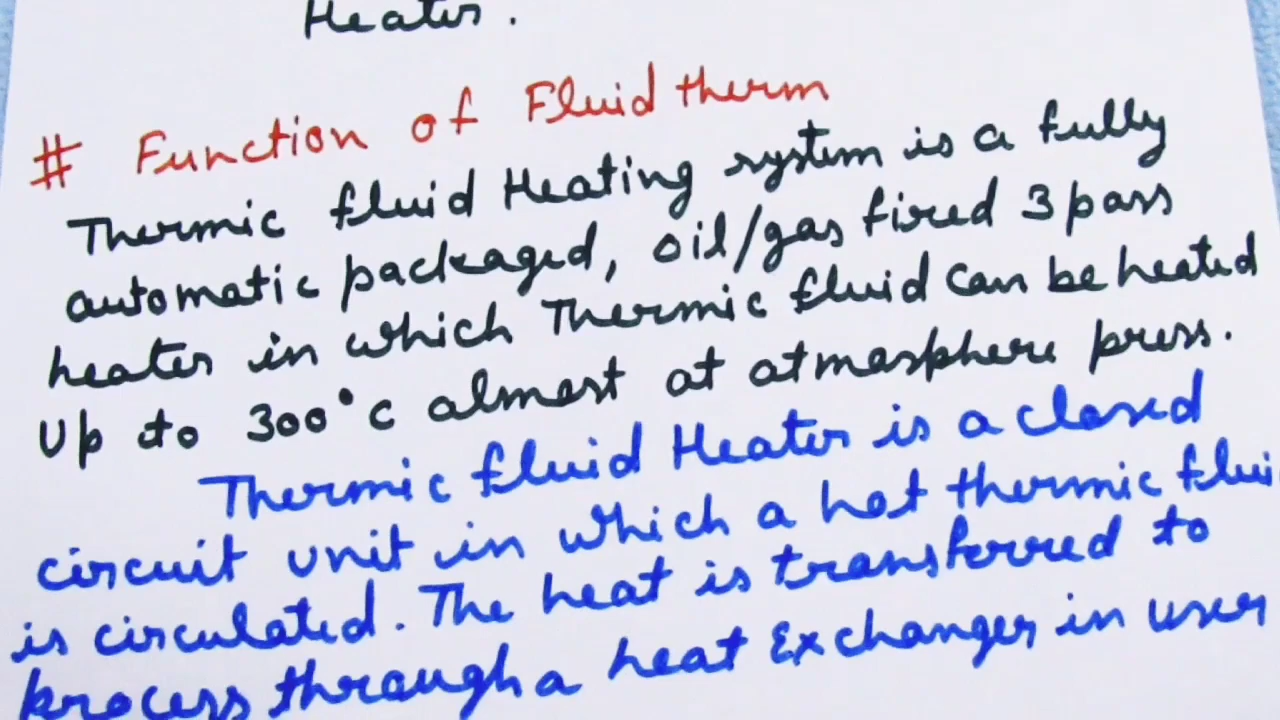 Heater.
# Function of Fluid therm
Thermic fluid Heating system is a fully
automatic packaged, oil/gas fired 3 pass
heater in which Thermic fluid can be heated
Up to 300°c almost at atmosphere press.
Thermic fluid Heater is a closed
circuit unit in which a hot thermic flui
is circulated. The heat is transferred to
process through a heat Exchanger in user